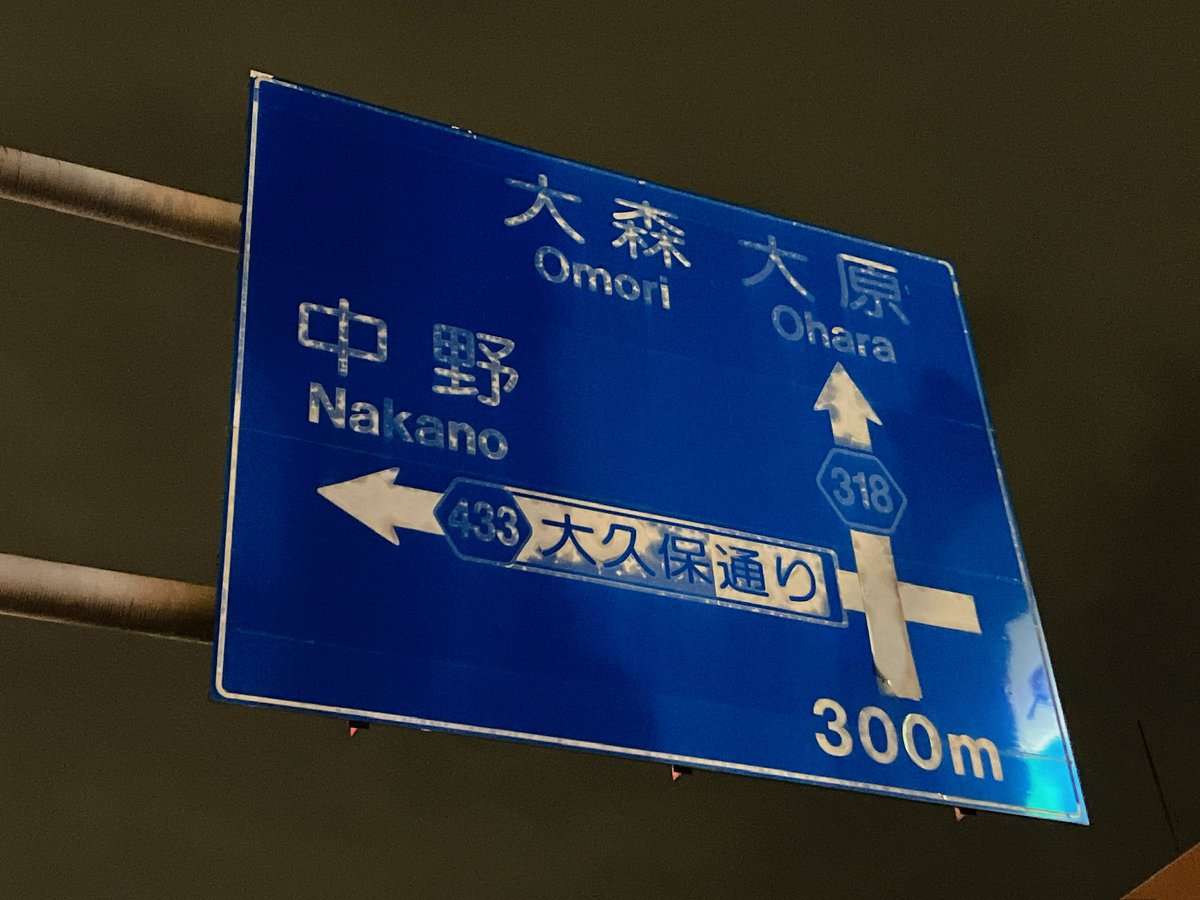 大森 大原
Omori Ohara
中野
Nakano
318
433 大久保通り
300m